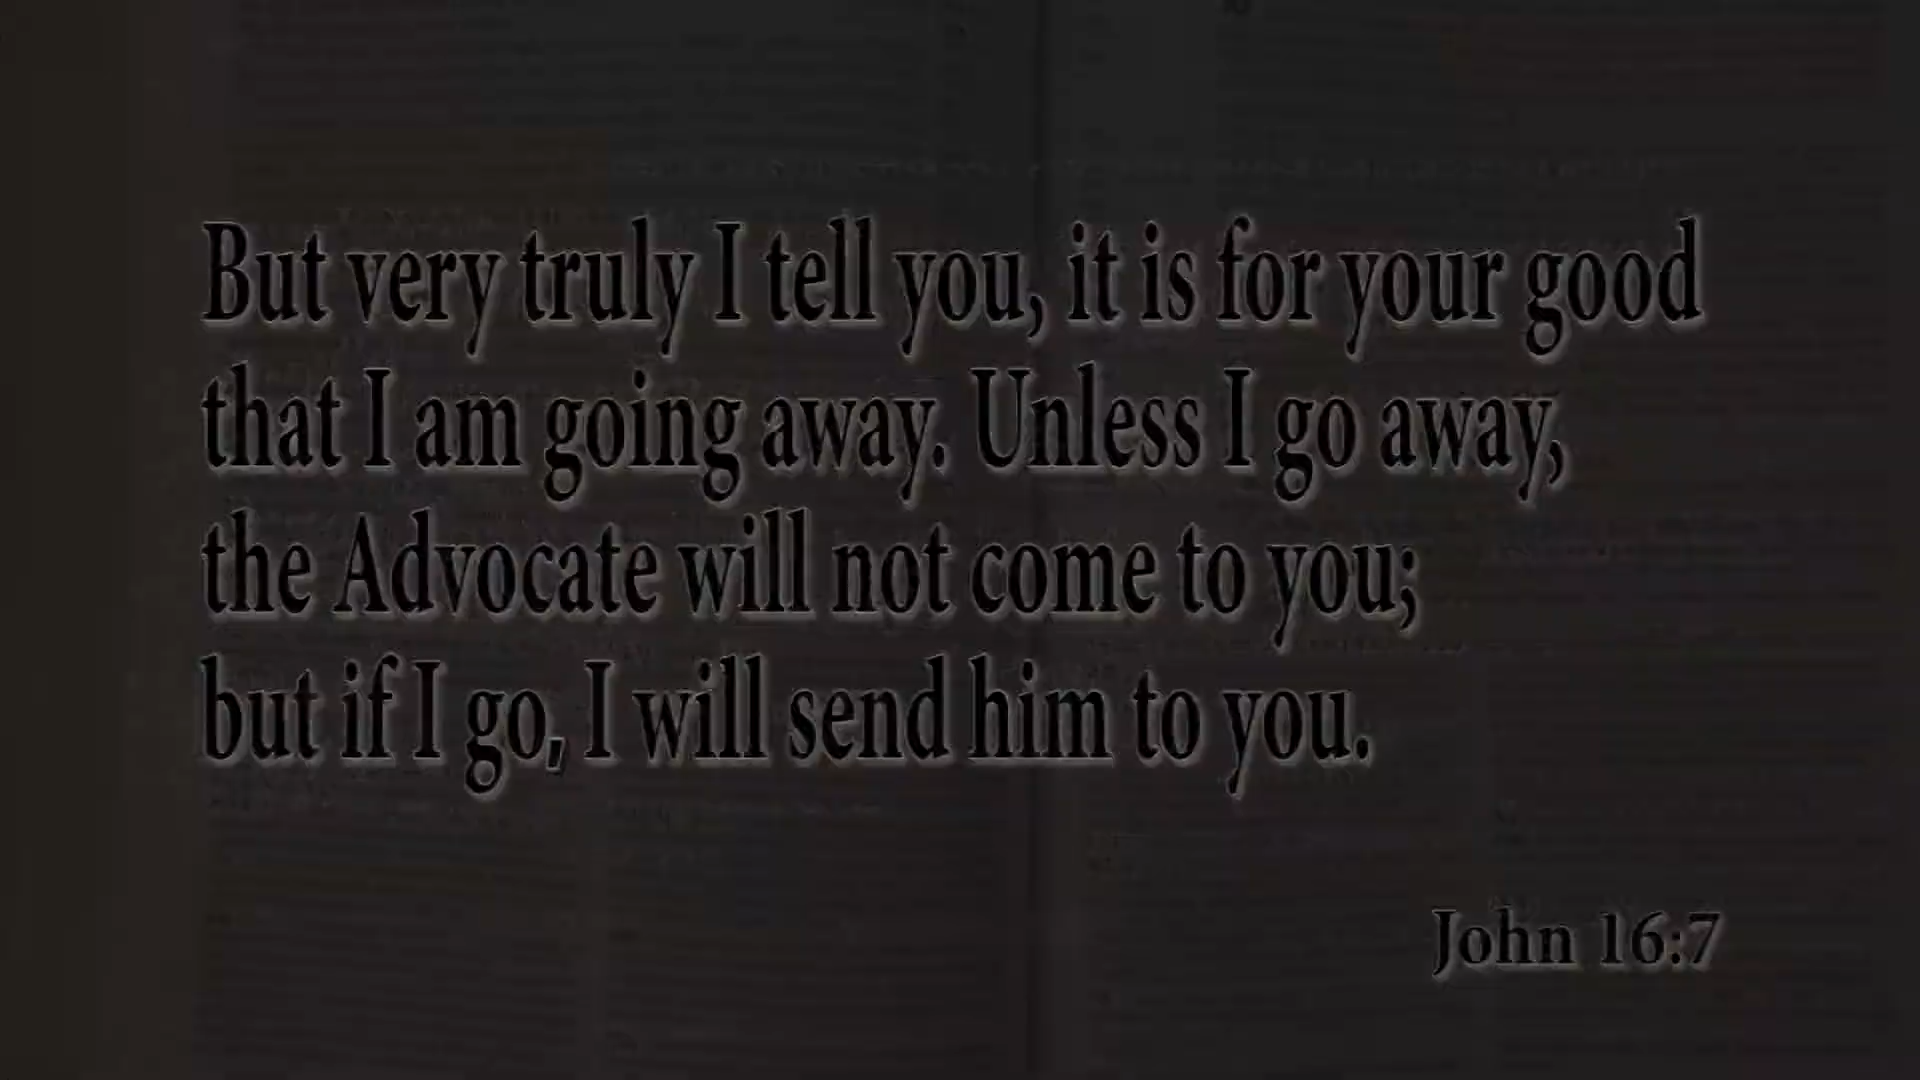 But very truly I tell you, it is for your good
that I am going away. Unless I go away,
the Advocate will not come to you;
but if I go, I will send him to you.
John 16:7